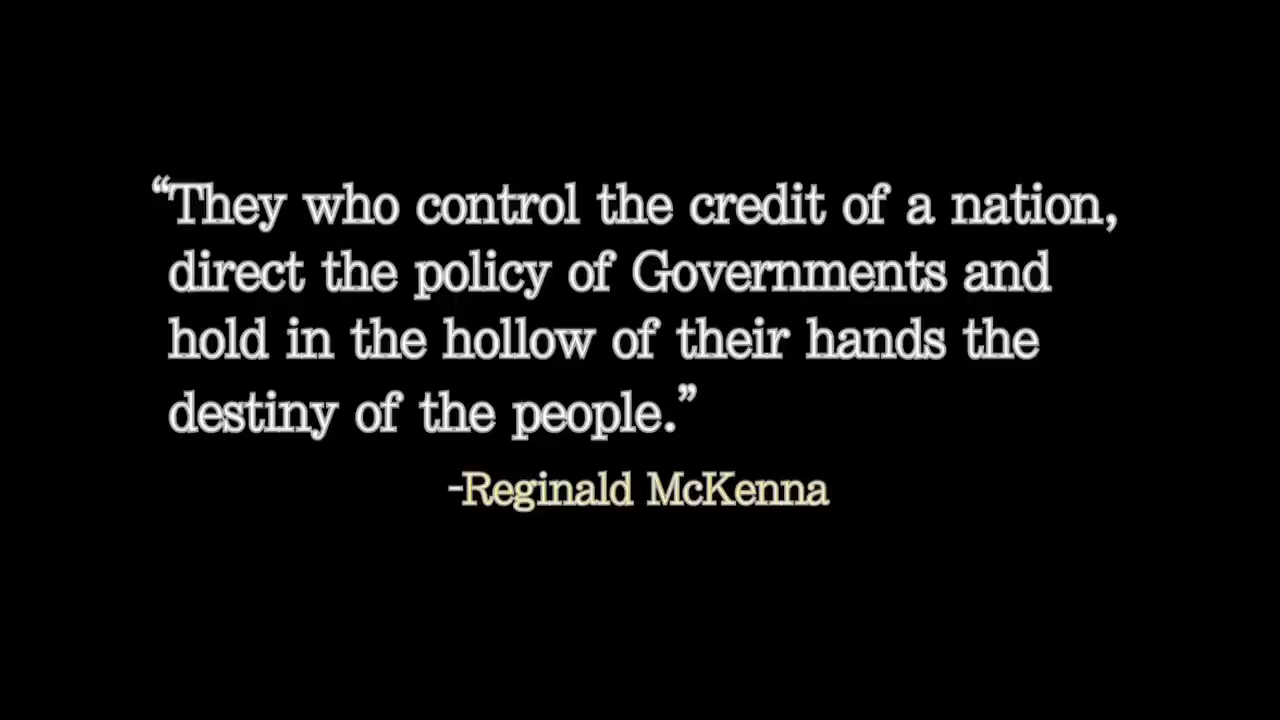 “They who control the credit of a nation,
direct the policy of Governments and
hold in the hollow of their hands the
destiny of the people.”
-Reginald McKenna